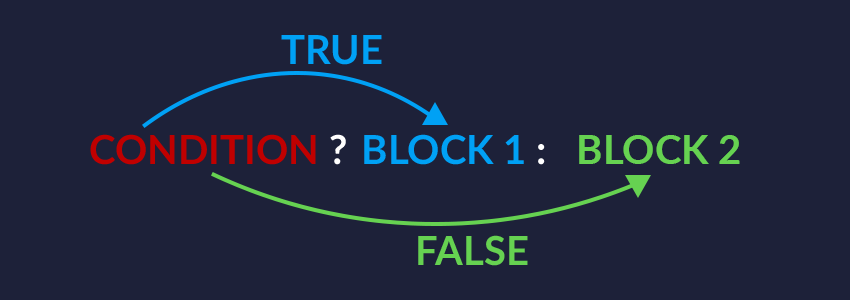 TRUE
CONDITION ? BLOCK 1 : BLOCK 2
FALSE